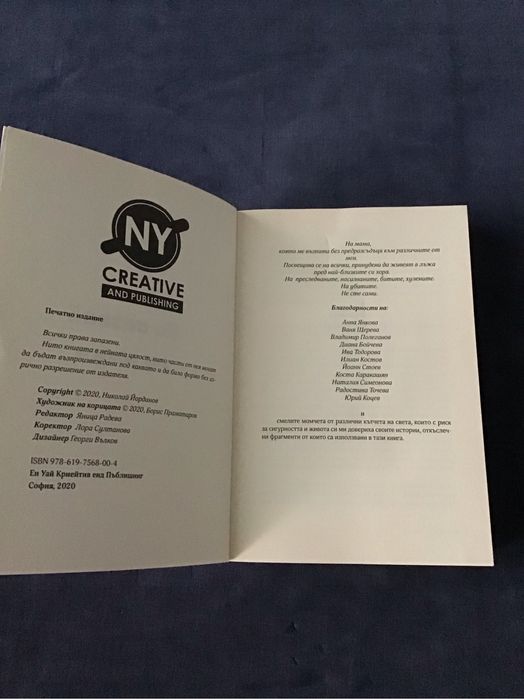 NY
CREATIVE
AND PUBLISHING
Печатно издание
Всички права запазени.
Нито книгата в нейната цялост, нито части от нея могат
да бъдат възпроизвеждани под каквато и да било форма без из-
рично разрешение от издателя.
Copyright © 2020, Николай Йорданов
Художник на корицата © 2020, Борис Праматаров
Редактор Яница Радева
Коректор Лора Султанова
Дизайнер Георги Вълков
ISBN 978-619-7568-00-4
Ен Уай Криейтив енд Пъблишинг
София, 2020
На мама,
която ме възпита без предразсъдъци към различните от
мен.
Посвещава се на всички, принудени да живеят в лъжа
пред най-близките си хора.
На преследваните, насилваните, битите, хулените.
На убитите.
Не сте сами.
Благодарности на:
Анна Янкова
Ваня Щерева
Владимир Полеганов
Диана Бойчева
Ива Тодорова
Илиан Костов
Йоанн Стоев
Коста Каракашян
Наталия Симеонова
Радостина Точева
Юрий Коцев
и
смелите момчета от различни кътчета на света, които с риск
за сигурността и живота си ми довериха своите истории, откъслеч-
ни фрагменти от които са използвани в тази книга.